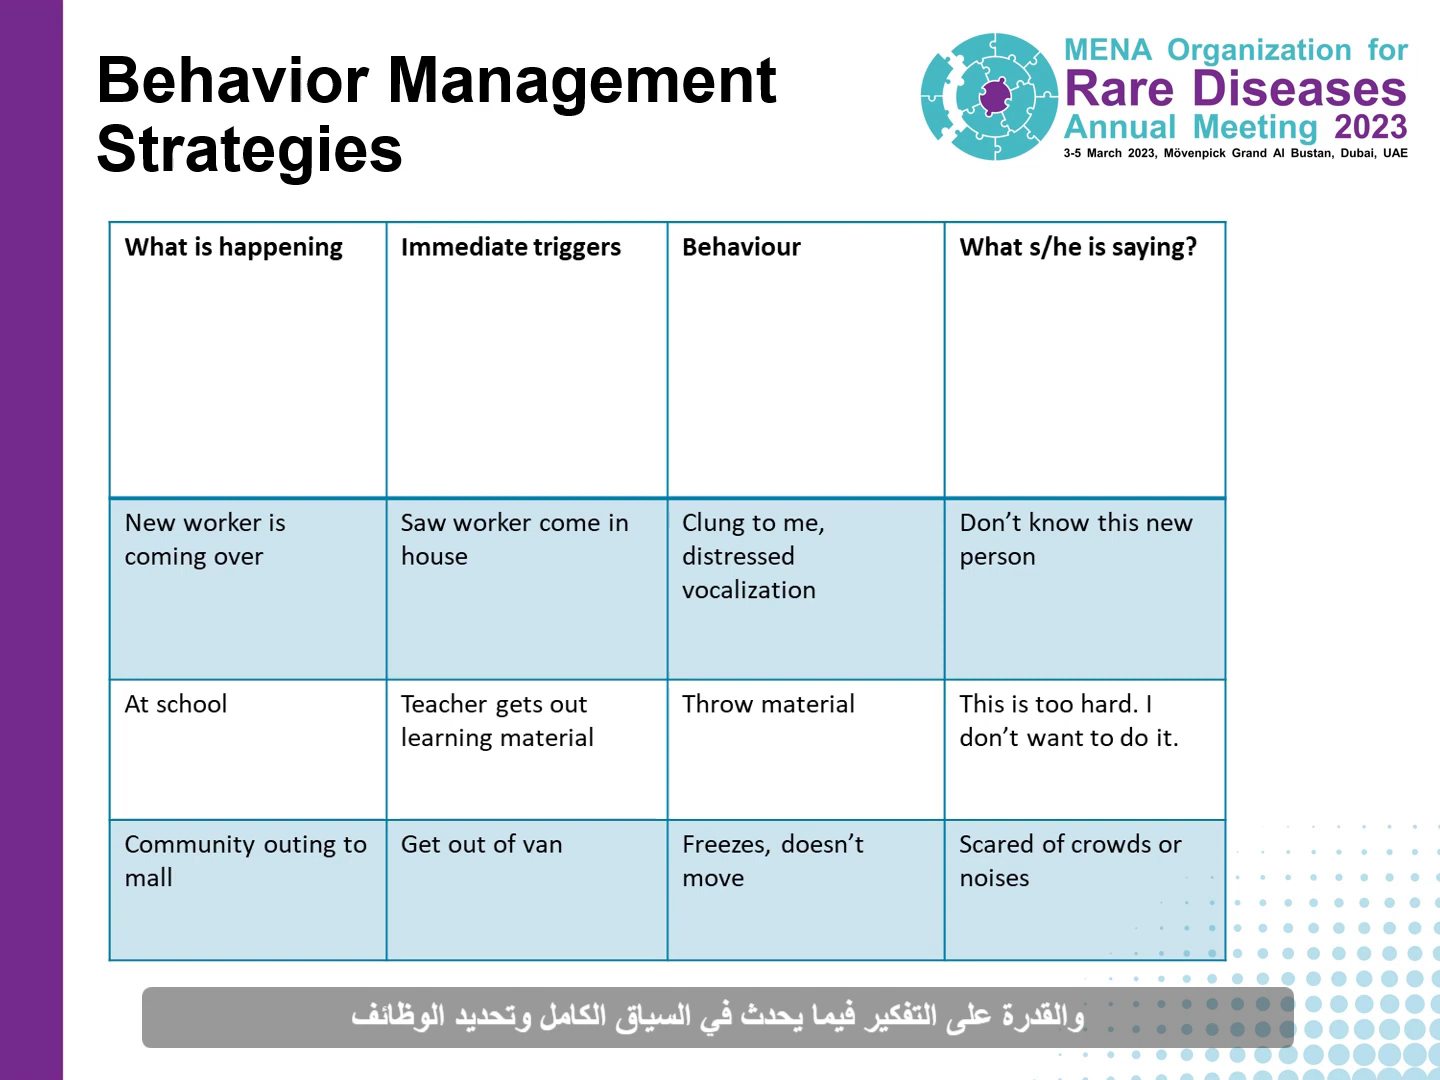 Behavior Management
Strategies
MENA Organization for
Rare Diseases
Annual Meeting 2023
3-5 March 2023, Mövenpick Grand Al Bustan, Dubai, UAE
What is happening
Immediate triggers
Behaviour
What s/he is saying?
New worker is
coming over
Saw worker come in
house
Clung to me,
distressed
vocalization
Don’t know this new
person
At school
Teacher gets out
learning material
Throw material
This is too hard. I
don’t want to do it.
Community outing to
mall
Get out of van
Freezes, doesn’t
move
Scared of crowds or
noises
والقدرة على التفكير فيما يحدث في السياق الكامل وتحديد الوظائف